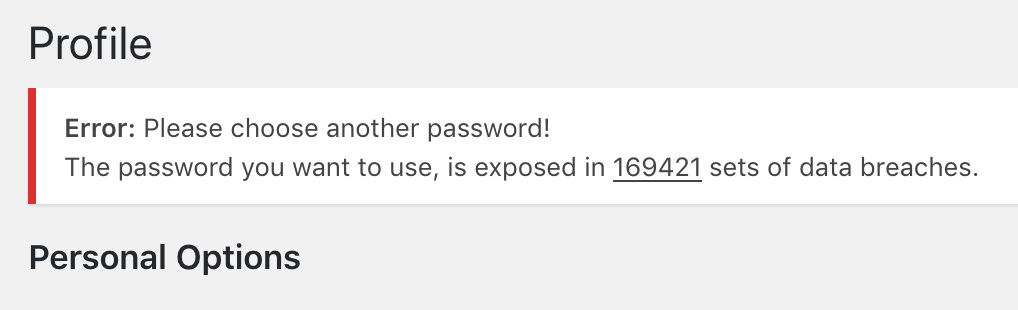 Profile
Error: Please choose another password!
The password you want to use, is exposed in 169421 sets of data breaches.
Personal Options